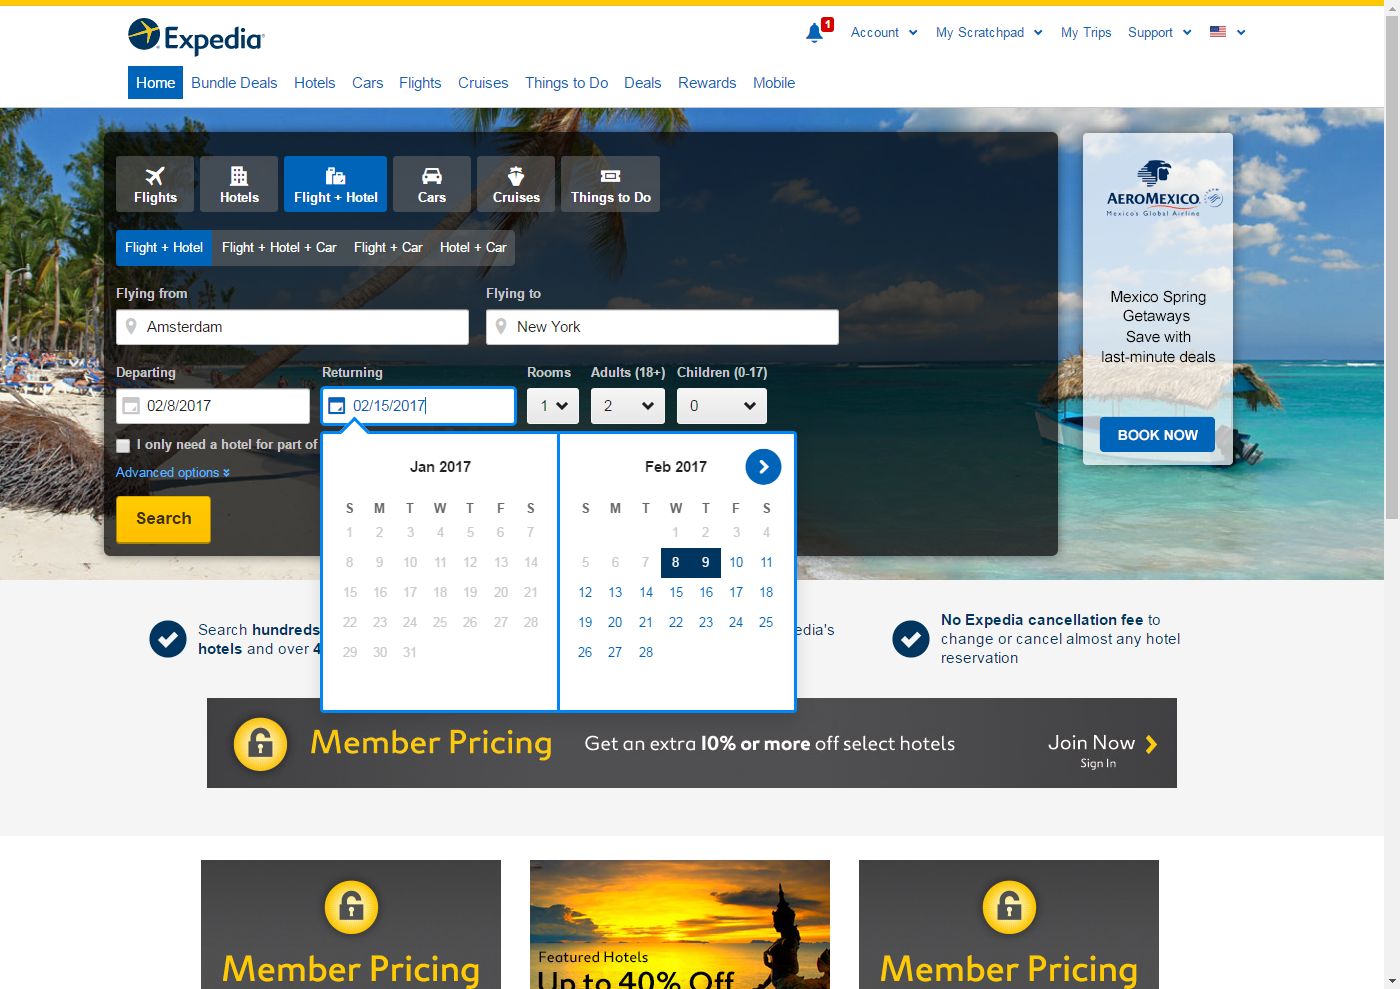 Expedia
1
Account
My Scratchpad
My Trips
Support
Home
Bundle Deals
Hotels
Cars
Flights
Cruises
Things to Do
Deals
Rewards
Mobile
Flights
Hotels
Flight + Hotel
Cars
Cruises
Things to Do
Flight + Hotel
Flight + Hotel + Car
Flight + Car
Hotel + Car
Flying from
Flying to
Amsterdam
New York
Departing
Returning
Rooms
Adults (18+)
Children (0-17)
02/8/2017
02/15/2017
1
2
0
I only need a hotel for part of
Advanced options
Search
Jan 2017
S M T W T F S
1 2 3 4 5 6 7
8 9 10 11 12 13 14
15 16 17 18 19 20 21
22 23 24 25 26 27 28
29 30 31
Feb 2017
S M T W T F S
1 2 3 4
5 6 7 8 9 10 11
12 13 14 15 16 17 18
19 20 21 22 23 24 25
26 27 28
AEROMEXICO
Mexico's Global Airline
Mexico Spring
Getaways
Save with
last-minute deals
BOOK NOW
Search hundreds
hotels and over 4
edia's
No Expedia cancellation fee to
change or cancel almost any hotel
reservation
Member Pricing
Get an extra 10% or more off select hotels
Join Now
Sign In
Member Pricing
Featured Hotels
Up to 40% Off
Member Pricing